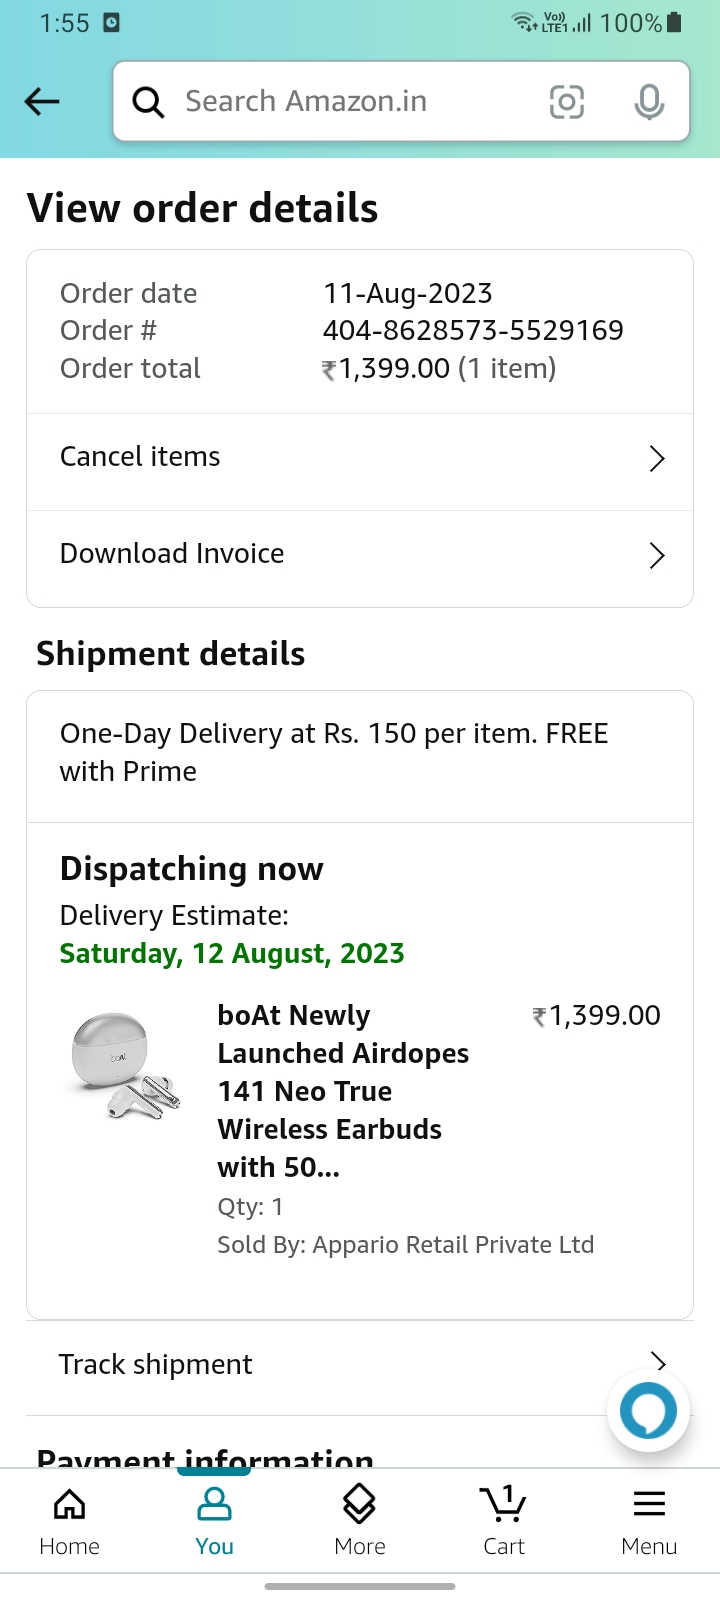 1:55
Vo)) LTE1 100%
Search Amazon.in
View order details
Order date 11-Aug-2023
Order # 404-8628573-5529169
Order total ₹1,399.00 (1 item)
Cancel items
Download Invoice
Shipment details
One-Day Delivery at Rs. 150 per item. FREE
with Prime
Dispatching now
Delivery Estimate:
Saturday, 12 August, 2023
boAt
boAt Newly ₹1,399.00
Launched Airdopes
141 Neo True
Wireless Earbuds
with 50...
Qty: 1
Sold By: Appario Retail Private Ltd
Track shipment
Payment information
1
Home You More Cart Menu